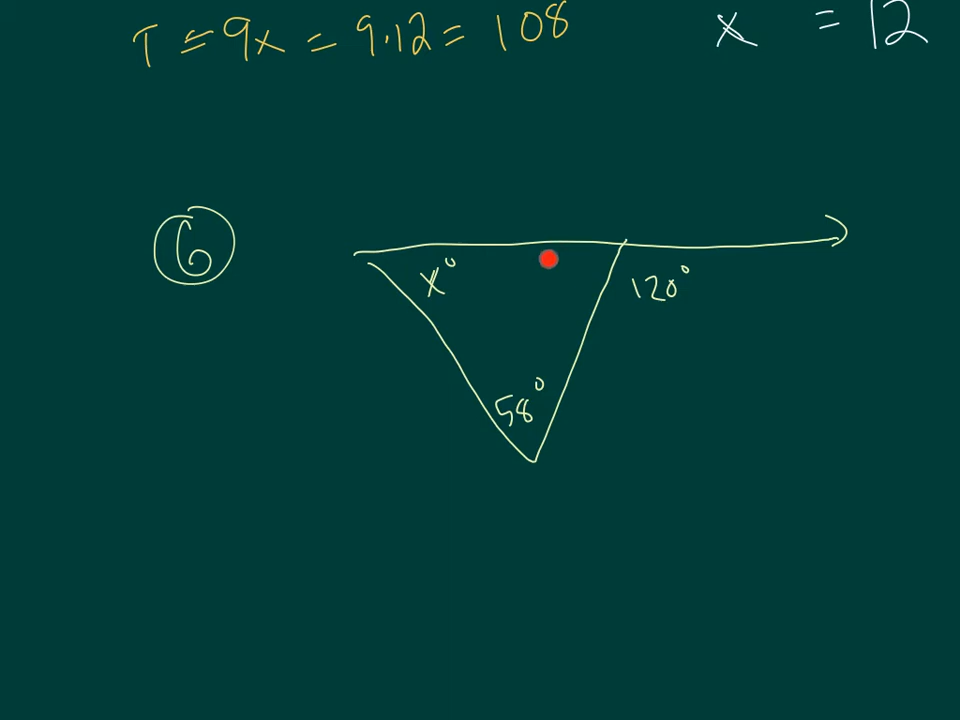 T = 9x = 9·12 = 108
x = 12
6
x°
120°
58°